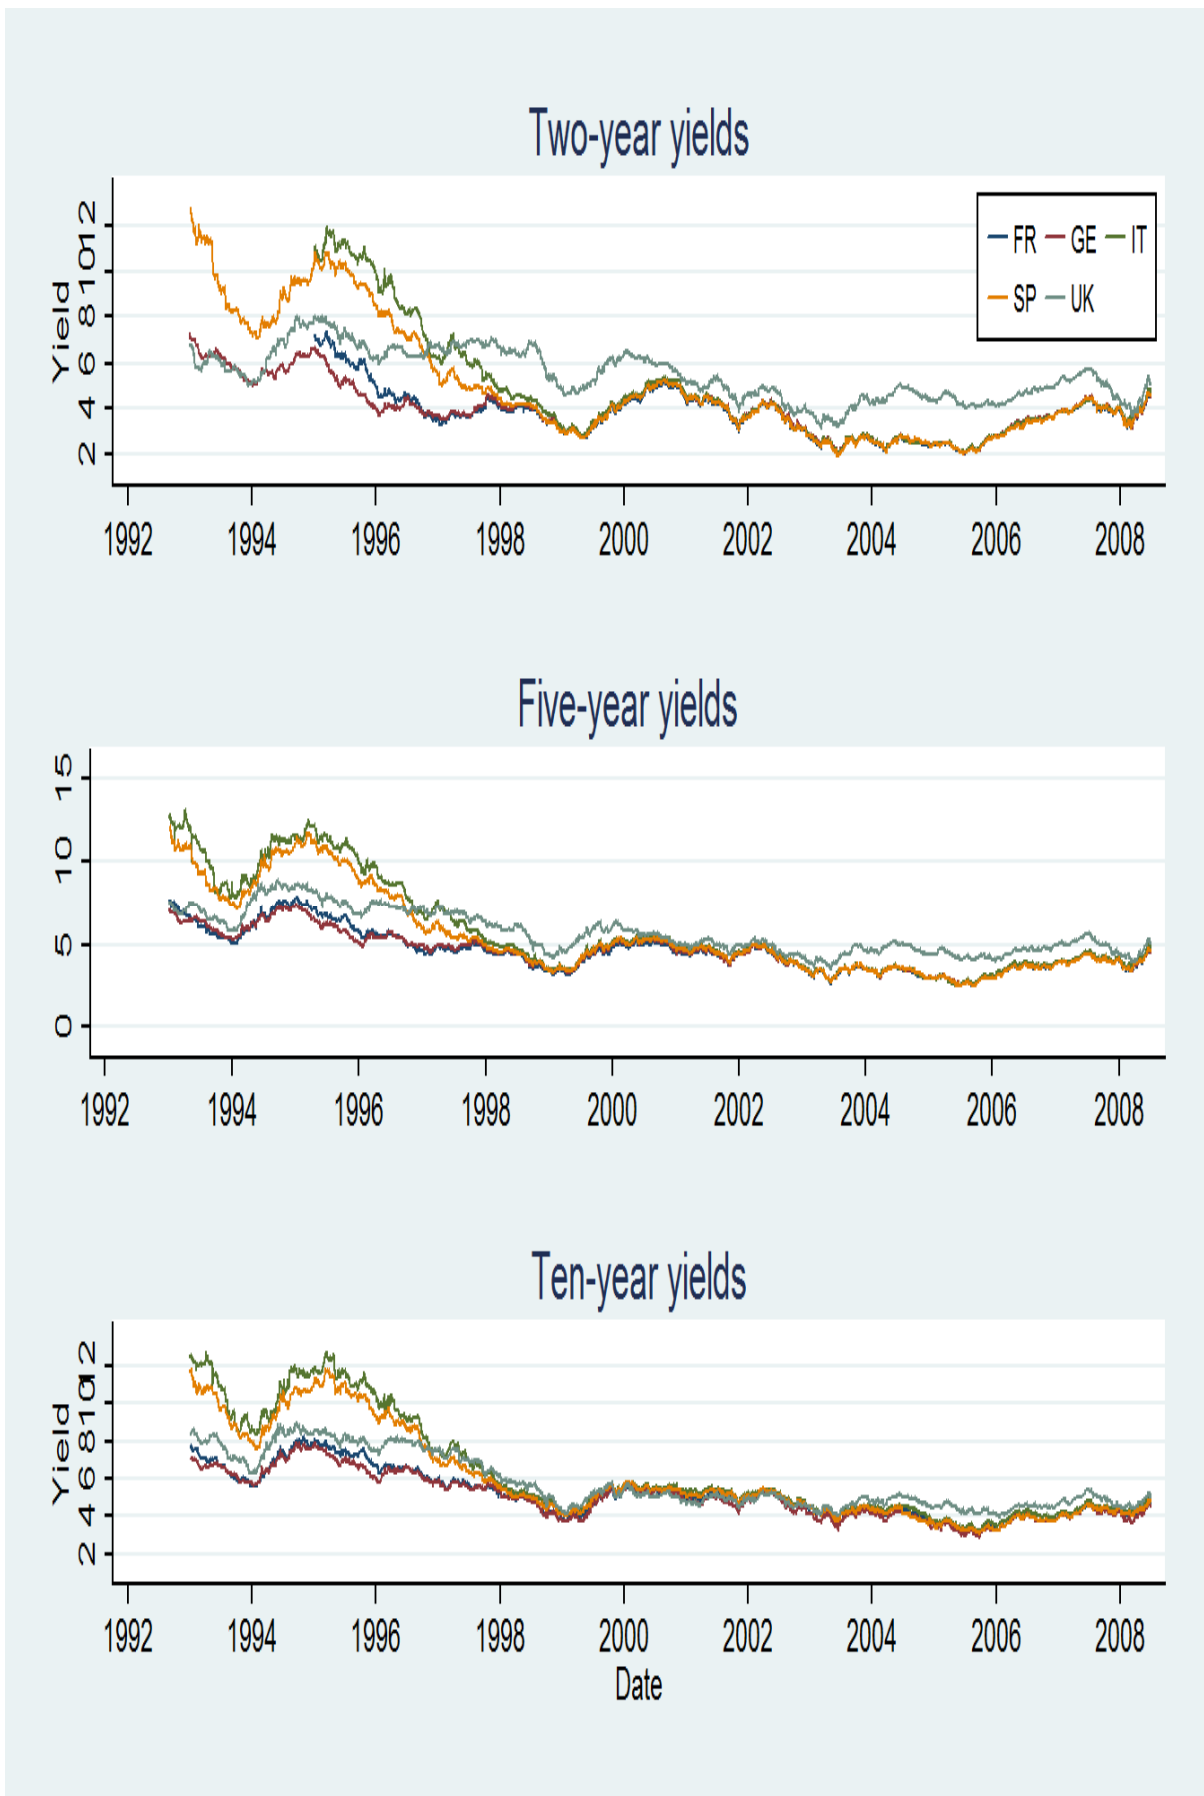 Two-year yields
Yield
2 4 6 8 10 12
FR GE IT
SP UK
1992 1994 1996 1998 2000 2002 2004 2006 2008
Five-year yields
0 5 10 15
1992 1994 1996 1998 2000 2002 2004 2006 2008
Ten-year yields
Yield
2 4 6 8 10 12
1992 1994 1996 1998 2000 2002 2004 2006 2008
Date